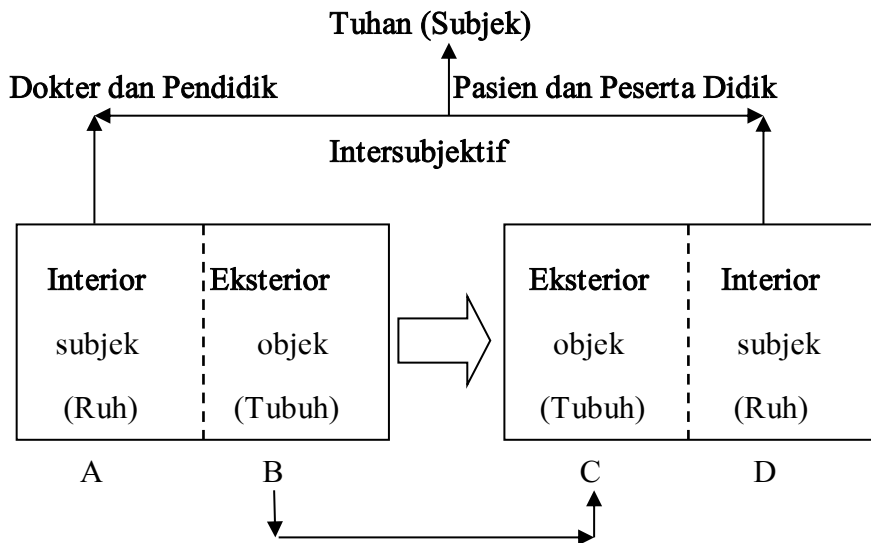 Tuhan (Subjek)
Dokter dan Pendidik Pasien dan Peserta Didik
Intersubjektif
Interior Eksterior Eksterior Interior
subjek objek objek subjek
(Ruh) (Tubuh) (Tubuh) (Ruh)
A B C D